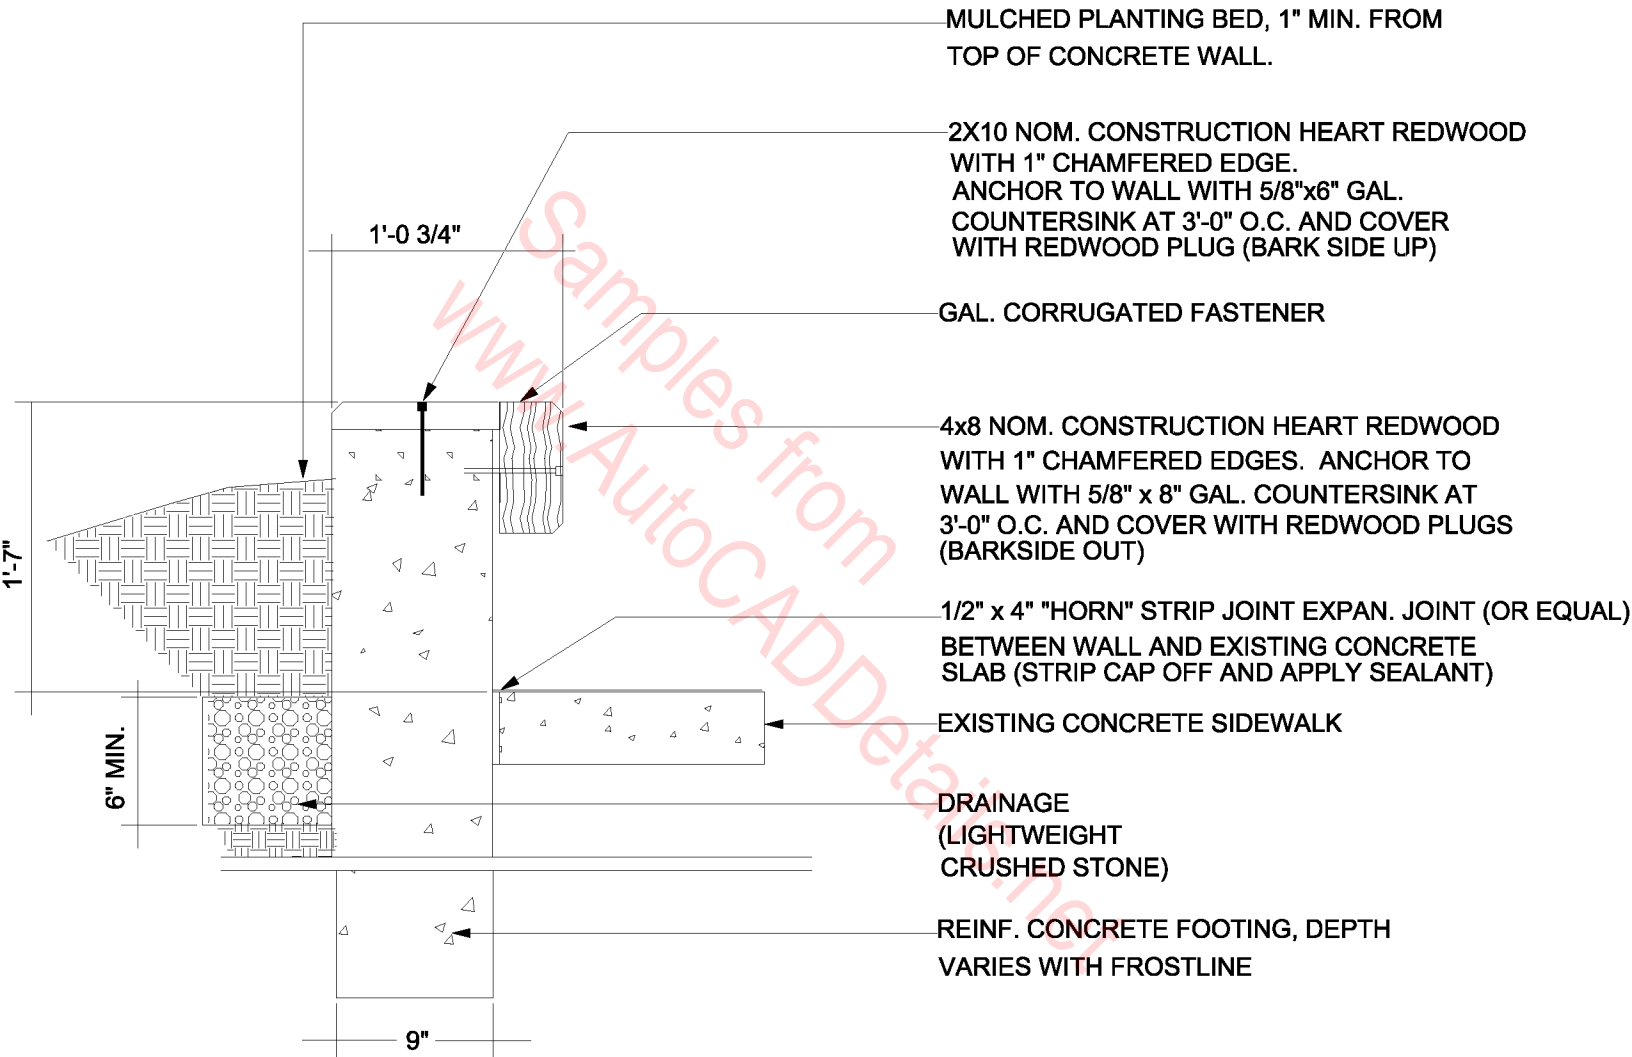 MULCHED PLANTING BED, 1" MIN. FROM
TOP OF CONCRETE WALL.
2X10 NOM. CONSTRUCTION HEART REDWOOD
WITH 1" CHAMFERED EDGE.
ANCHOR TO WALL WITH 5/8"x6" GAL.
COUNTERSINK AT 3'-0" O.C. AND COVER
WITH REDWOOD PLUG (BARK SIDE UP)
1'-0 3/4"
GAL. CORRUGATED FASTENER
4x8 NOM. CONSTRUCTION HEART REDWOOD
WITH 1" CHAMFERED EDGES. ANCHOR TO
WALL WITH 5/8" x 8" GAL. COUNTERSINK AT
3'-0" O.C. AND COVER WITH REDWOOD PLUGS
(BARKSIDE OUT)
1'-7"
1/2" x 4" "HORN" STRIP JOINT EXPAN. JOINT (OR EQUAL)
BETWEEN WALL AND EXISTING CONCRETE
SLAB (STRIP CAP OFF AND APPLY SEALANT)
EXISTING CONCRETE SIDEWALK
6" MIN.
DRAINAGE
(LIGHTWEIGHT
CRUSHED STONE)
REINF. CONCRETE FOOTING, DEPTH
VARIES WITH FROSTLINE
9"
Samples from
www.AutoCADDetails.net